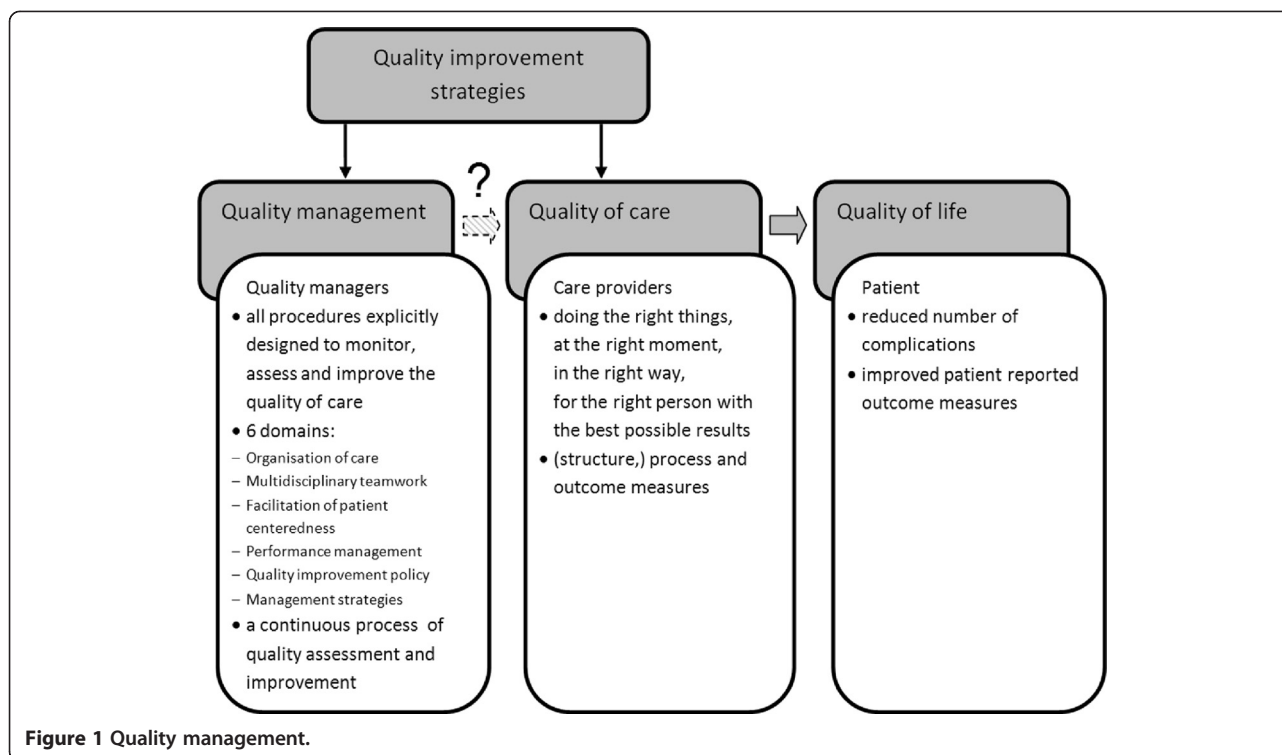 Quality improvement
strategies
?
Quality management
Quality of care
Quality of life
Quality managers
• all procedures explicitly
designed to monitor,
assess and improve the
quality of care
• 6 domains:
– Organisation of care
– Multidisciplinary teamwork
– Facilitation of patient
centeredness
– Performance management
– Quality improvement policy
– Management strategies
• a continuous process of
quality assessment and
improvement
Care providers
• doing the right things,
at the right moment,
in the right way,
for the right person with
the best possible results
• (structure,) process and
outcome measures
Patient
• reduced number of
complications
• improved patient reported
outcome measures
Figure 1 Quality management.